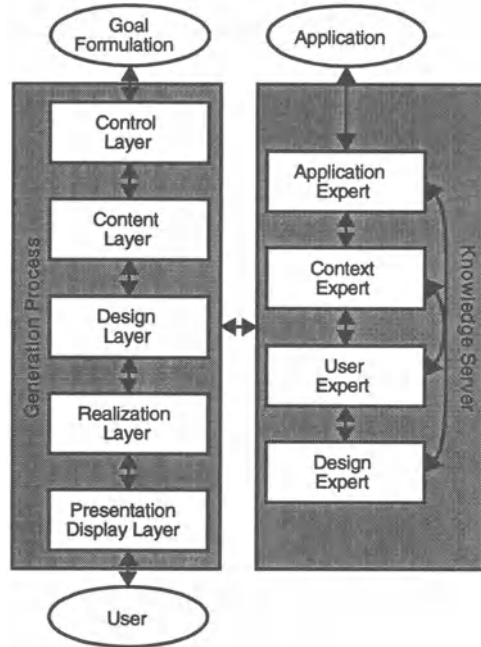 Goal
Formulation
Application
Generation Process
Control
Layer
Content
Layer
Design
Layer
Realization
Layer
Presentation
Display Layer
User
Knowledge Server
Application
Expert
Context
Expert
User
Expert
Design
Expert